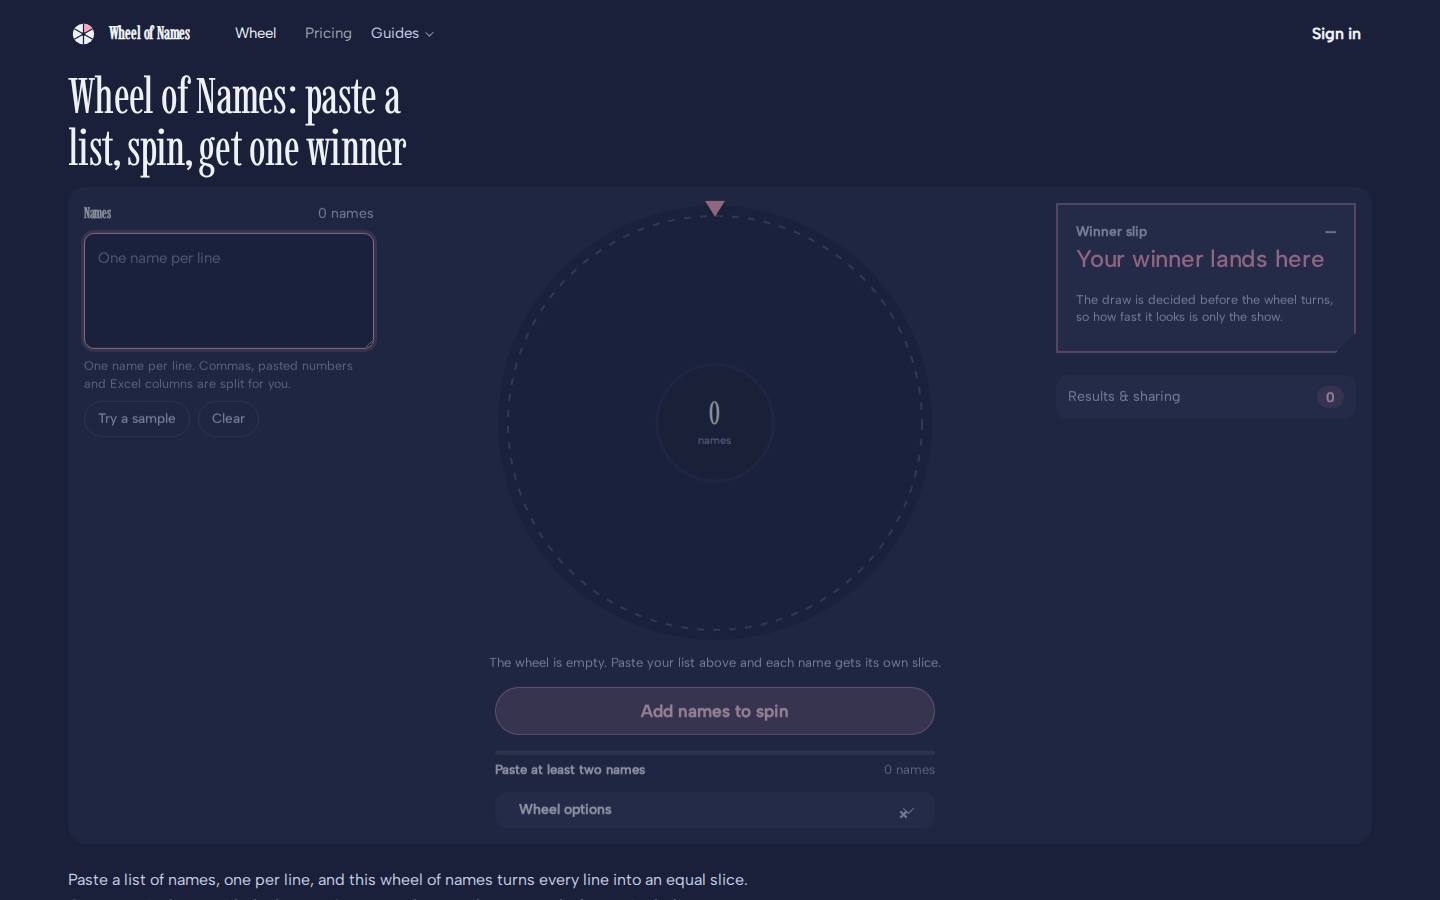 Wheel of Names
Wheel
Pricing
Guides
Sign in
Wheel of Names: paste a
list, spin, get one winner
Names
0 names
One name per line
One name per line. Commas, pasted numbers
and Excel columns are split for you.
Try a sample
Clear
0
names
The wheel is empty. Paste your list above and each name gets its own slice.
Add names to spin
Paste at least two names
0 names
Wheel options
Winner slip
—
Your winner lands here
The draw is decided before the wheel turns,
so how fast it looks is only the show.
Results & sharing
0
Paste a list of names, one per line, and this wheel of names turns every line into an equal slice.